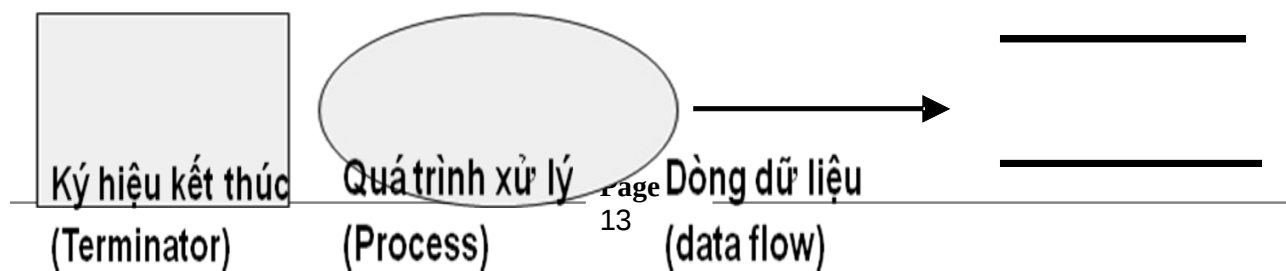 Ký hiệu kết thúc
(Terminator)
Quá trình xử lý
(Process)
Page
13
Dòng dữ liệu
(data flow)